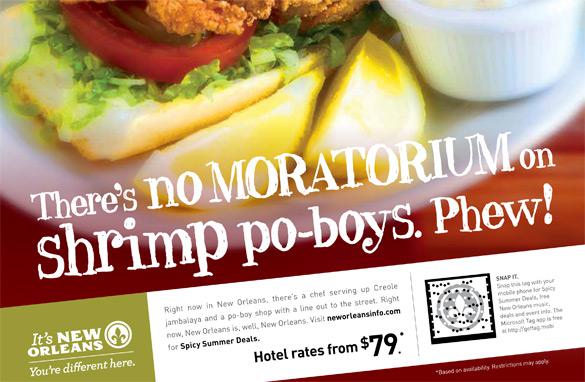 There's no MORATORIUM on
shrimp po-boys. Phew!
Right now in New Orleans, there's a chef serving up Creole
jambalaya and a po-boy shop with a line out to the street. Right
now, New Orleans is, well, New Orleans. Visit neworleansinfo.com
for Spicy Summer Deals.
Hotel rates from $79.*
It's NEW
ORLEANS
You're different here.
SNAP IT.
Snap this tag with your
mobile phone for Spicy
Summer Deals, free
New Orleans music,
deals and event info. The
Microsoft Tag app is free
at http://gettag.mobi
*Based on availability. Restrictions may apply.